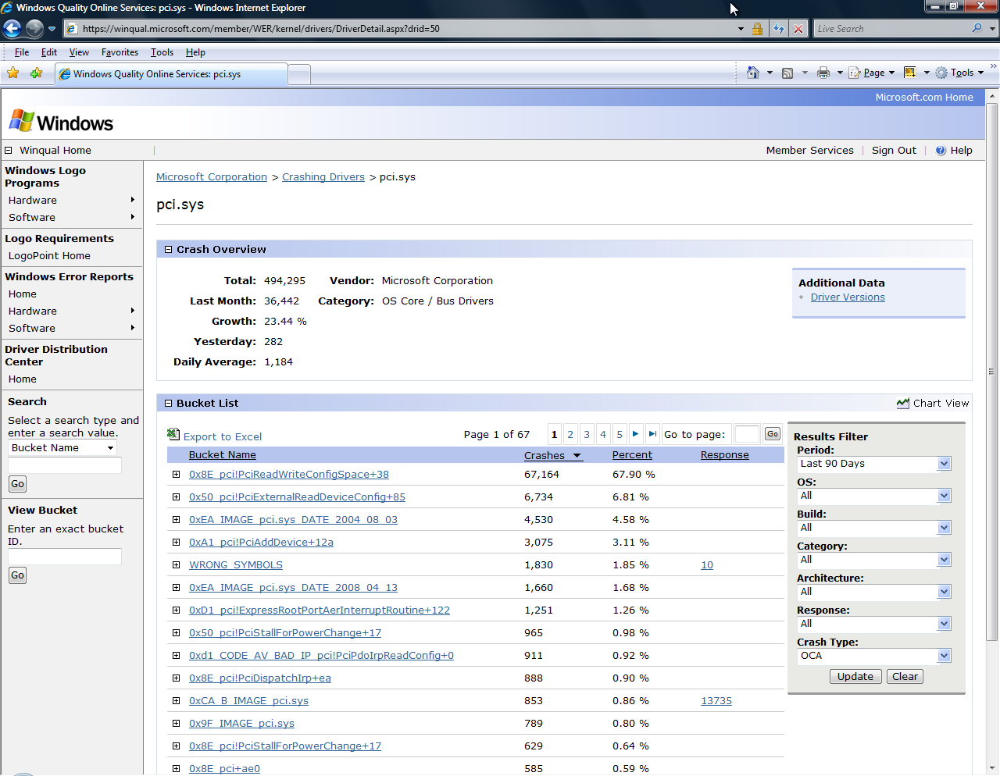 Windows Quality Online Services: pci.sys - Windows Internet Explorer
https://winqual.microsoft.com/member/WER/kernel/drivers/DriverDetail.aspx?drid=50
Live Search
File Edit View Favorites Tools Help
Windows Quality Online Services: pci.sys
Page Tools
Microsoft.com Home
Windows
Winqual Home
Member Services | Sign Out | Help
Windows Logo
Programs
Hardware
Software
Logo Requirements
LogoPoint Home
Windows Error Reports
Home
Hardware
Software
Driver Distribution
Center
Home
Search
Select a search type and
enter a search value.
Bucket Name
Go
View Bucket
Enter an exact bucket
ID.
Go
Microsoft Corporation > Crashing Drivers > pci.sys
pci.sys
Crash Overview
Total: 494,295 Vendor: Microsoft Corporation
Last Month: 36,442 Category: OS Core / Bus Drivers
Growth: 23.44 %
Yesterday: 282
Daily Average: 1,184
Additional Data
Driver Versions
Bucket List
Chart View
Export to Excel
Page 1 of 67 1 2 3 4 5 Go to page: Go
Bucket Name Crashes Percent Response
0x8E_pci!PciReadWriteConfigSpace+38 67,164 67.90 %
0x50_pci!PciExternalReadDeviceConfig+85 6,734 6.81 %
0xEA_IMAGE_pci.sys_DATE_2004_08_03 4,530 4.58 %
0xA1_pci!PciAddDevice+12a 3,075 3.11 %
WRONG_SYMBOLS 1,830 1.85 % 10
0xEA_IMAGE_pci.sys_DATE_2008_04_13 1,660 1.68 %
0xD1_pci!ExpressRootPortAerInterruptRoutine+122 1,251 1.26 %
0x50_pci!PciStallForPowerChange+17 965 0.98 %
0xd1_CODE_AV_BAD_IP_pci!PciPdoIrpReadConfig+0 911 0.92 %
0x8E_pci!PciDispatchIrp+ea 888 0.90 %
0xCA_B_IMAGE_pci.sys 853 0.86 % 13735
0x9F_IMAGE_pci.sys 789 0.80 %
0x8E_pci!PciStallForPowerChange+17 629 0.64 %
0x8E_pci+ae0 585 0.59 %
Results Filter
Period:
Last 90 Days
OS:
All
Build:
All
Category:
All
Architecture:
All
Response:
All
Crash Type:
OCA
Update Clear